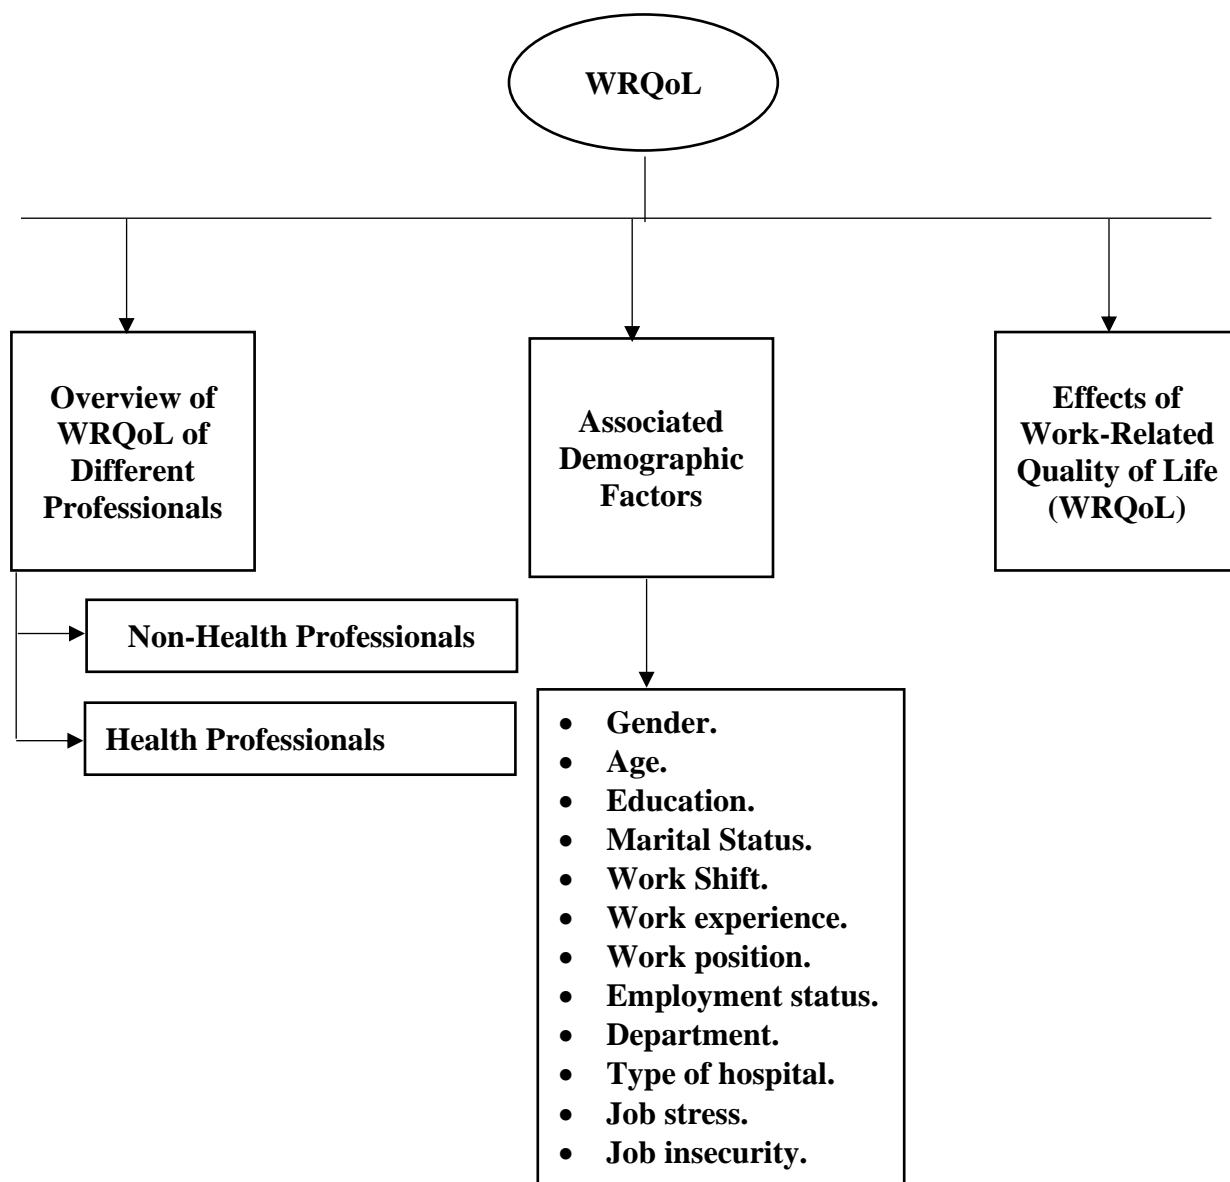 WRQoL
Overview of
WRQoL of
Different
Professionals
Associated
Demographic
Factors
Effects of
Work-Related
Quality of Life
(WRQoL)
Non-Health Professionals
Health Professionals
• Gender.
• Age.
• Education.
• Marital Status.
• Work Shift.
• Work experience.
• Work position.
• Employment status.
• Department.
• Type of hospital.
• Job stress.
• Job insecurity.